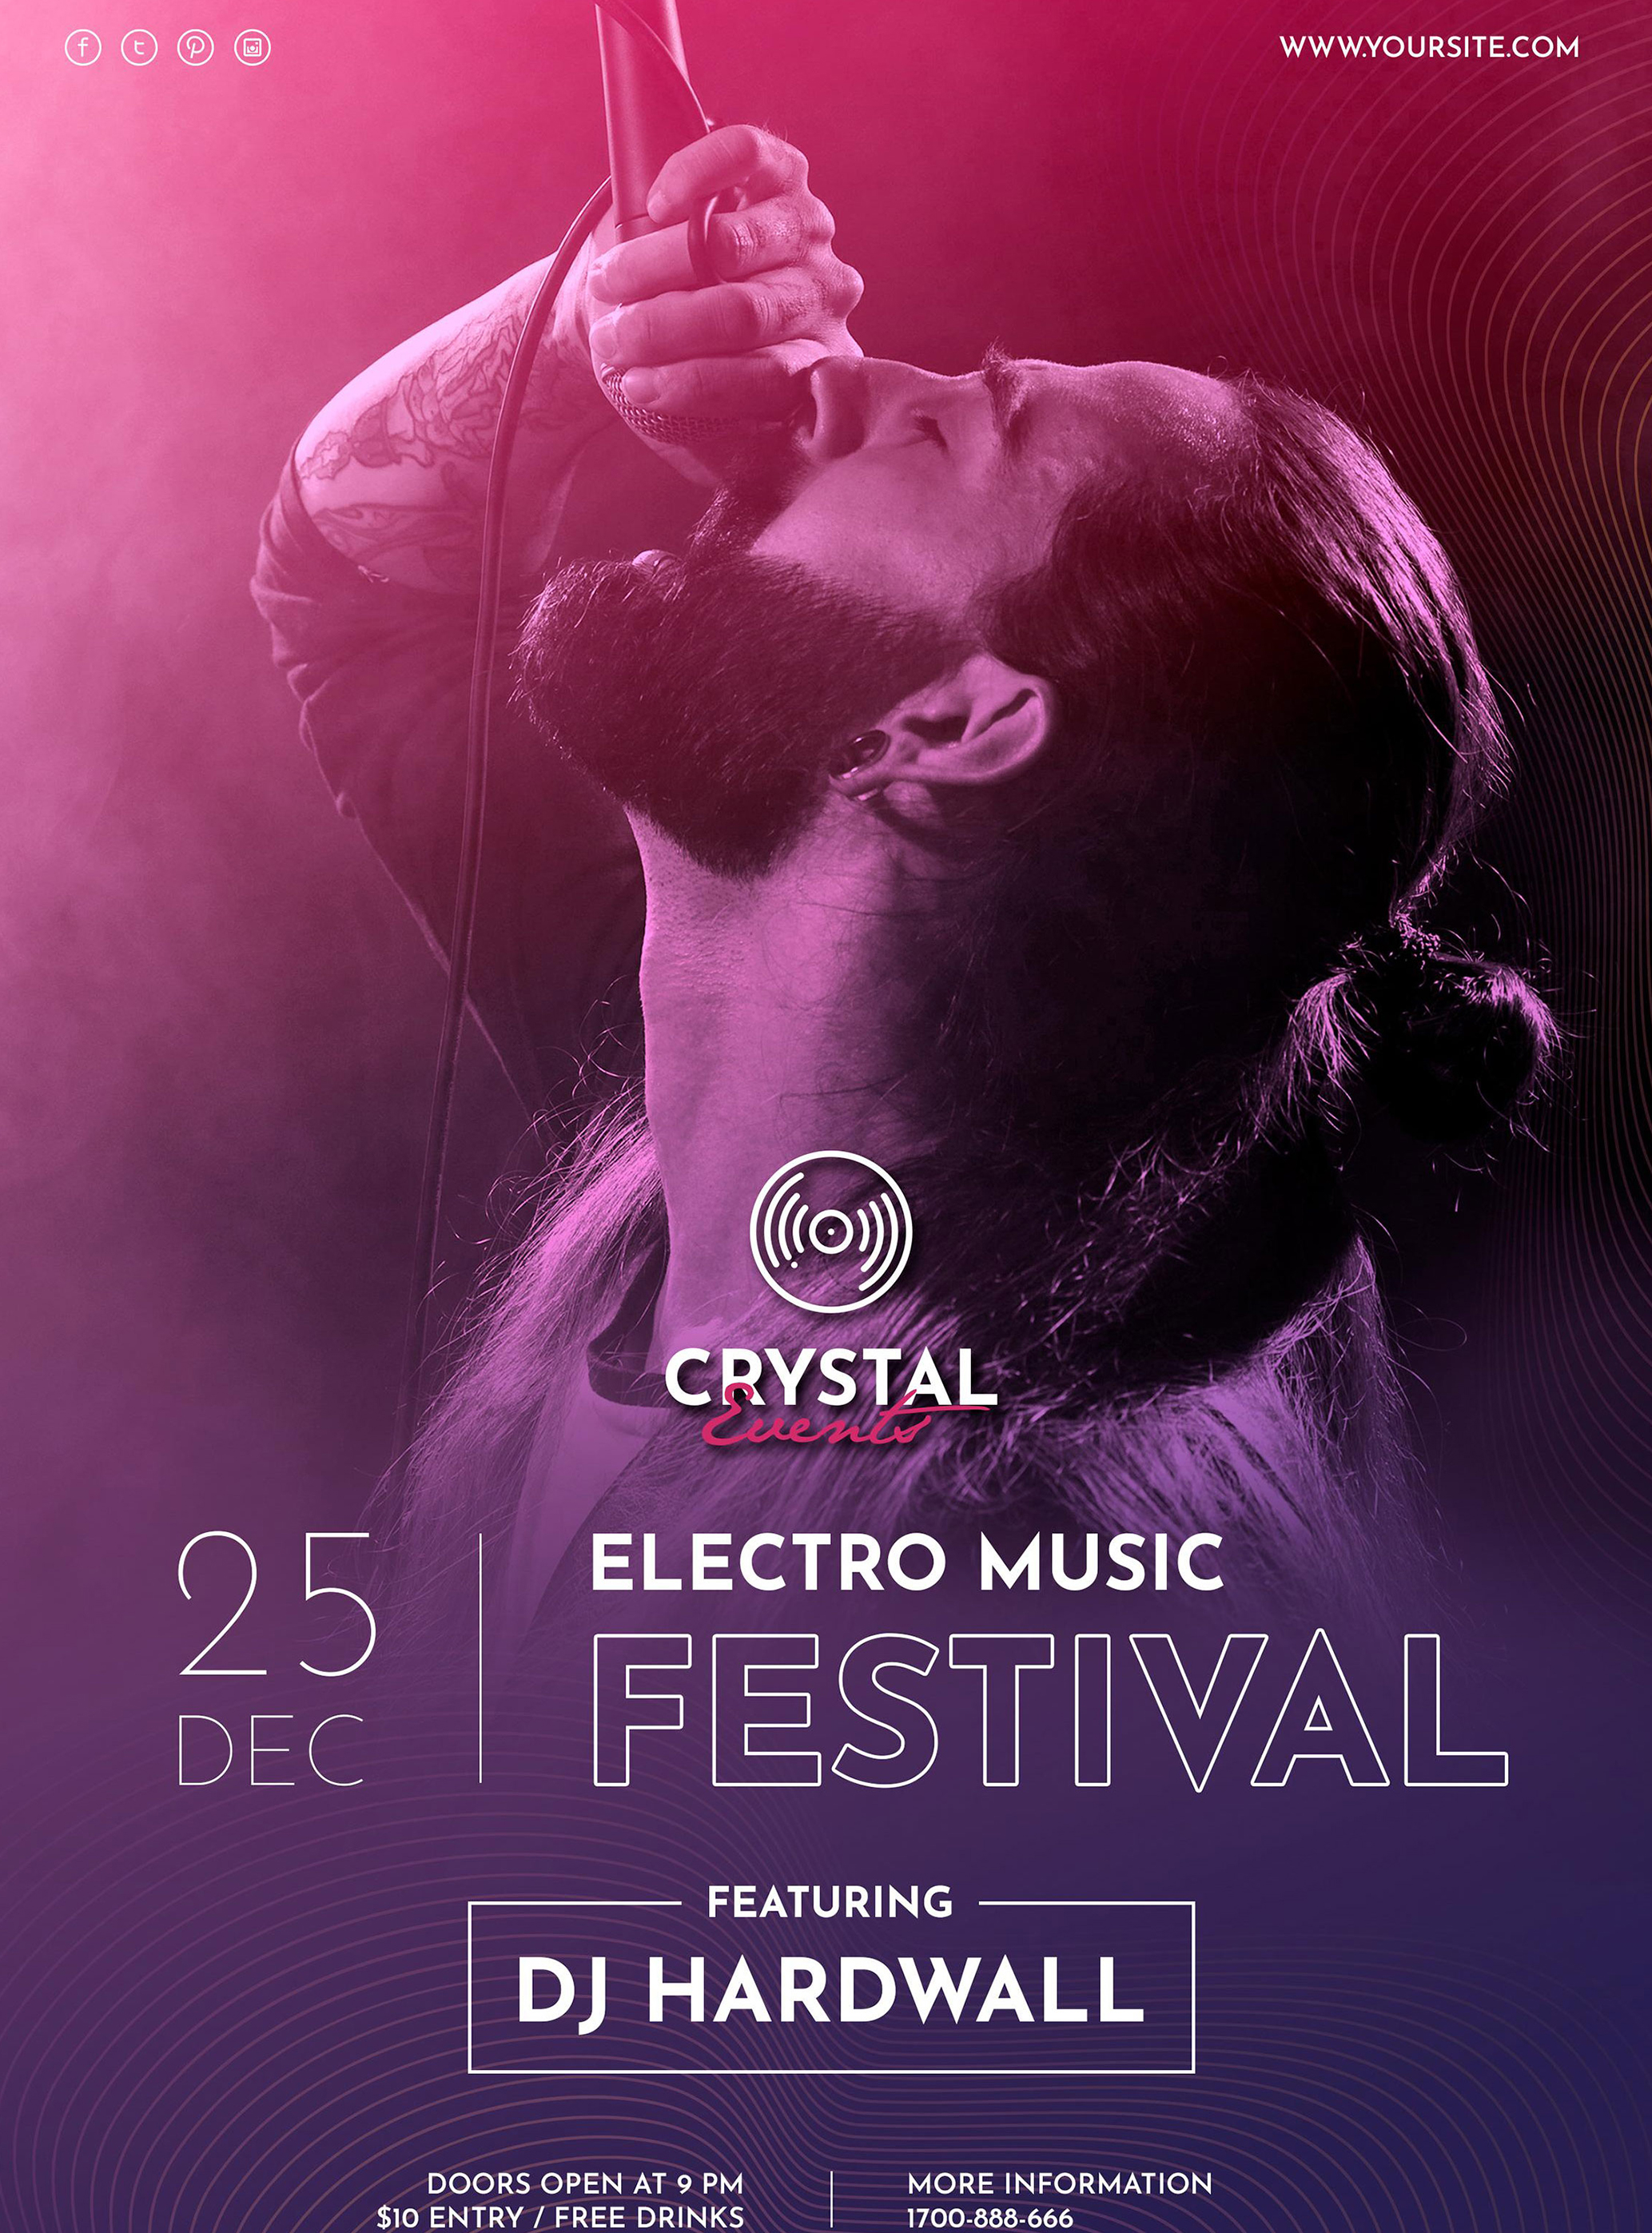 WWW.YOURSITE.COM
CRYSTAL
Events
25
DEC
ELECTRO MUSIC
FESTIVAL
FEATURING
DJ HARDWALL
DOORS OPEN AT 9 PM
$10 ENTRY / FREE DRINKS
MORE INFORMATION
1700-888-666